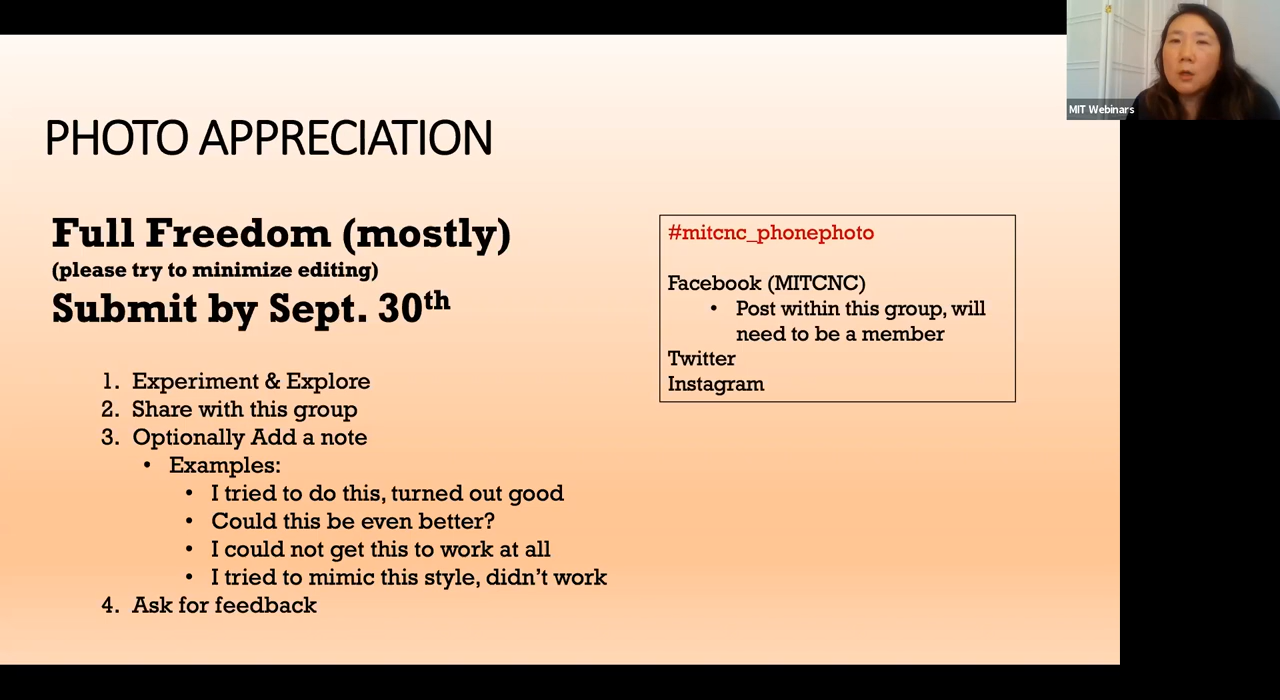 PHOTO APPRECIATION
Full Freedom (mostly)
(please try to minimize editing)
Submit by Sept. 30th
1. Experiment & Explore
2. Share with this group
3. Optionally Add a note
• Examples:
• I tried to do this, turned out good
• Could this be even better?
• I could not get this to work at all
• I tried to mimic this style, didn’t work
4. Ask for feedback
#mitcnc_phonephoto
Facebook (MITCNC)
• Post within this group, will
need to be a member
Twitter
Instagram
MIT Webinars